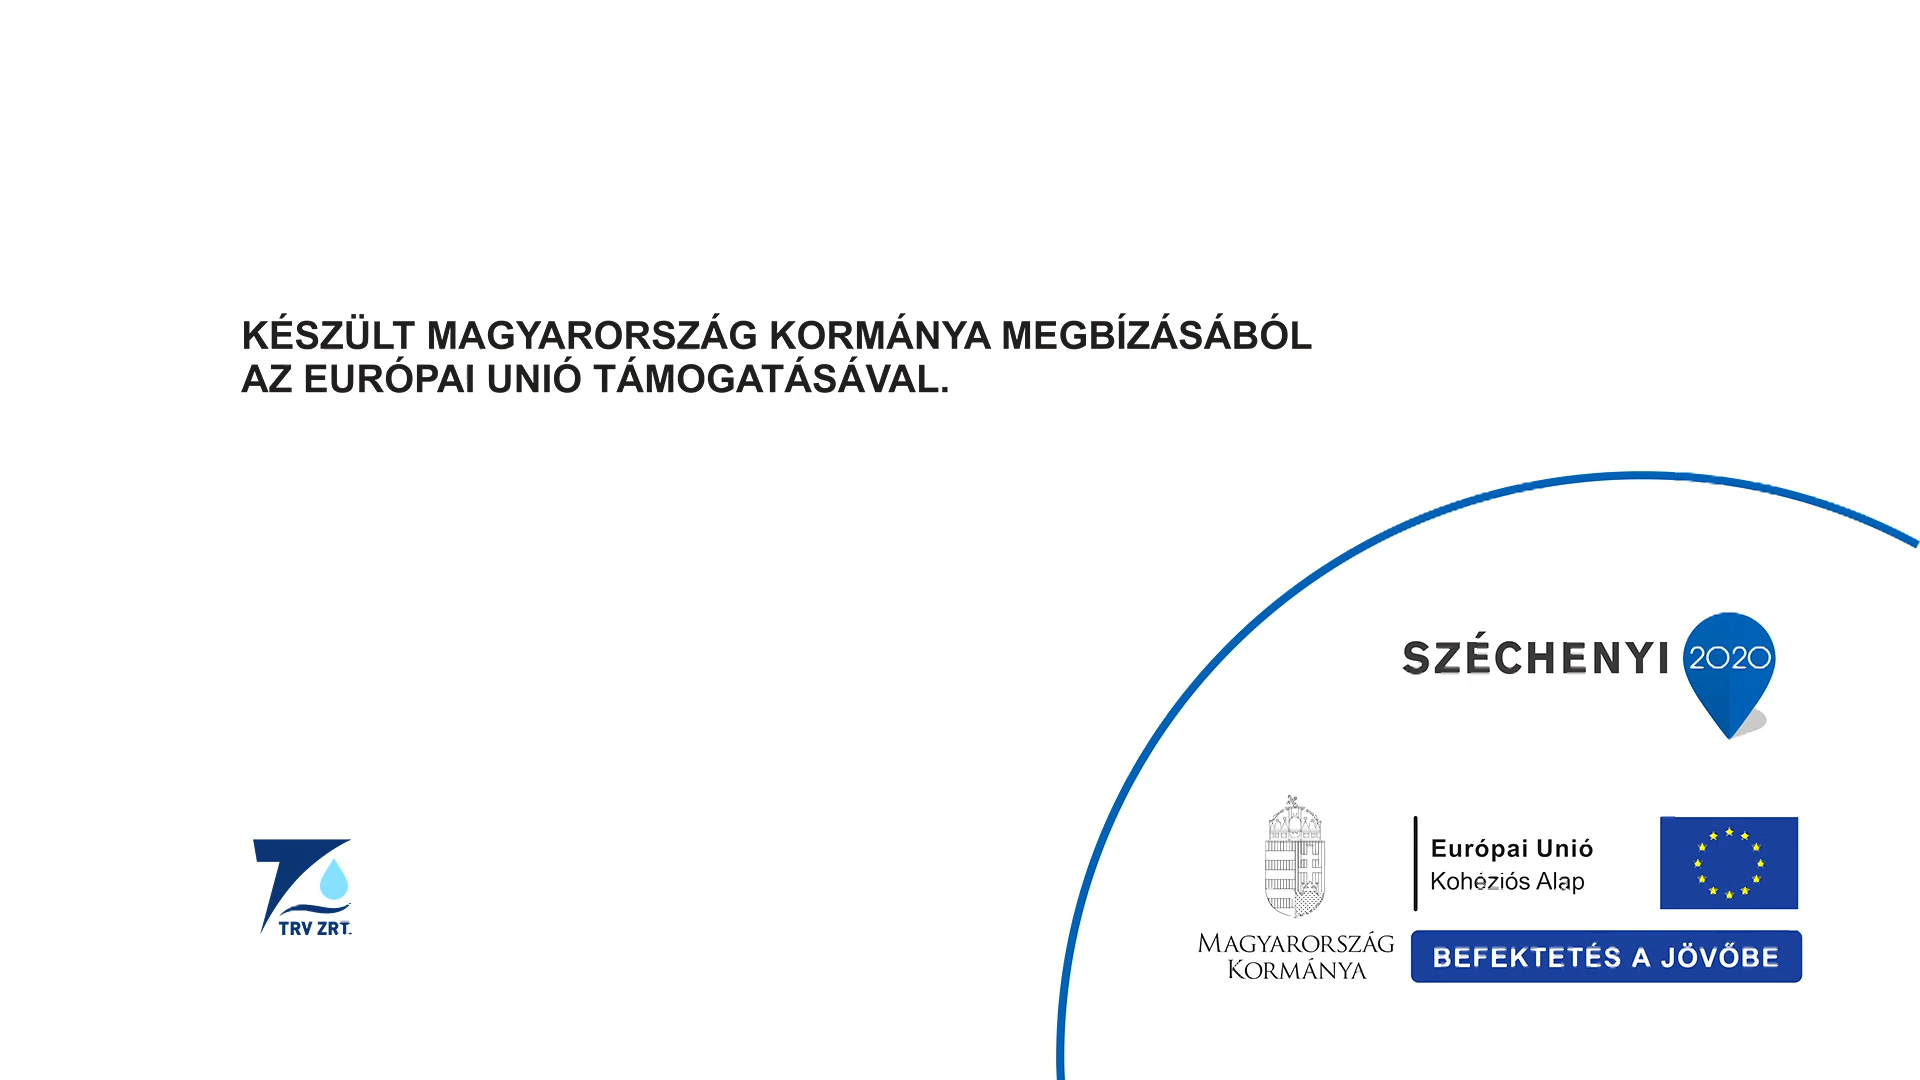 KÉSZÜLT MAGYARORSZÁG KORMÁNYA MEGBÍZÁSÁBÓL
AZ EURÓPAI UNIÓ TÁMOGATÁSÁVAL.
SZÉCHENYI 2020
TRV ZRT.
MAGYARORSZÁG
KORMÁNYA
Európai Unió
Kohéziós Alap
BEFEKTETÉS A JÖVŐBE